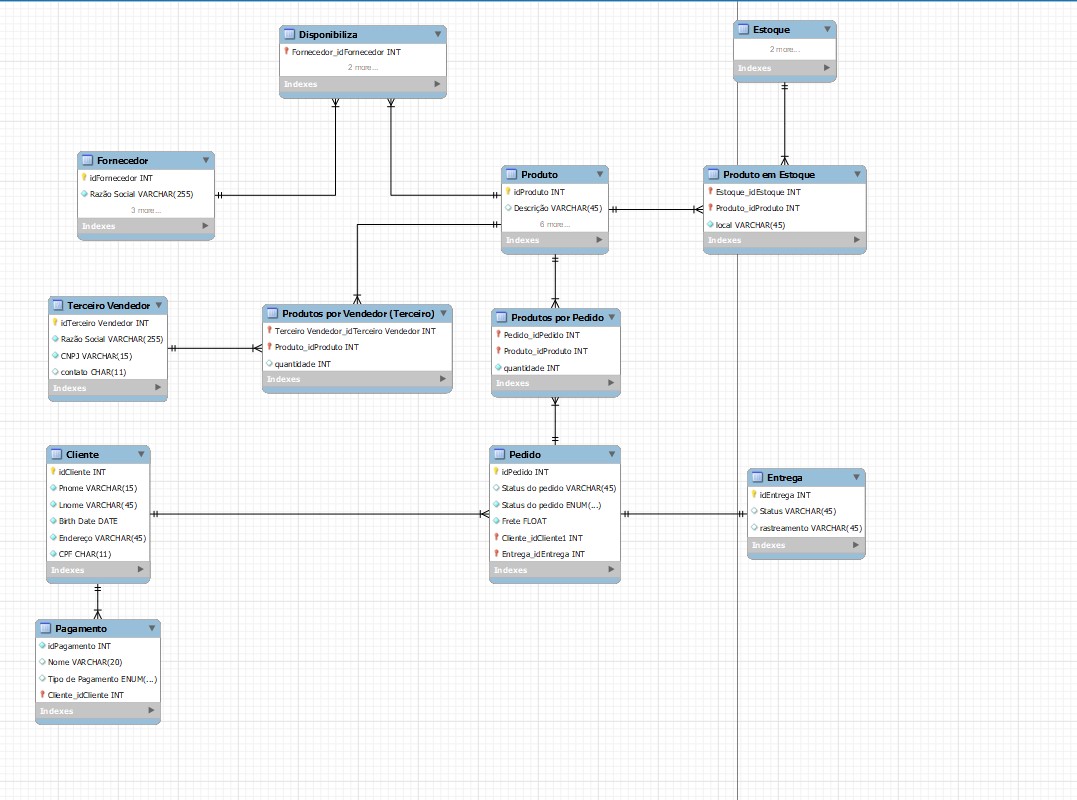 Disponibiliza
Fornecedor_idFornecedor INT
2 more...
Indexes
Estoque
2 more...
Indexes
Fornecedor
idFornecedor INT
Razão Social VARCHAR(255)
3 more...
Indexes
Produto
idProduto INT
Descrição VARCHAR(45)
6 more...
Indexes
Produto em Estoque
Estoque_idEstoque INT
Produto_idProduto INT
local VARCHAR(45)
Indexes
Terceiro Vendedor
idTerceiro Vendedor INT
Razão Social VARCHAR(255)
CNPJ VARCHAR(15)
contato CHAR(11)
Indexes
Produtos por Vendedor (Terceiro)
Terceiro Vendedor_idTerceiro Vendedor INT
Produto_idProduto INT
quantidade INT
Indexes
Produtos por Pedido
Pedido_idPedido INT
Produto_idProduto INT
quantidade INT
Indexes
Cliente
idCliente INT
Pnome VARCHAR(15)
Lnome VARCHAR(45)
Birth Date DATE
Endereço VARCHAR(45)
CPF CHAR(11)
Indexes
Pedido
idPedido INT
Status do pedido VARCHAR(45)
Status do pedido ENUM(...)
Frete FLOAT
Cliente_idCliente1 INT
Entrega_idEntrega INT
Indexes
Entrega
idEntrega INT
Status VARCHAR(45)
rastreamento VARCHAR(45)
Indexes
Pagamento
idPagamento INT
Nome VARCHAR(20)
Tipo de Pagamento ENUM(...)
Cliente_idCliente INT
Indexes